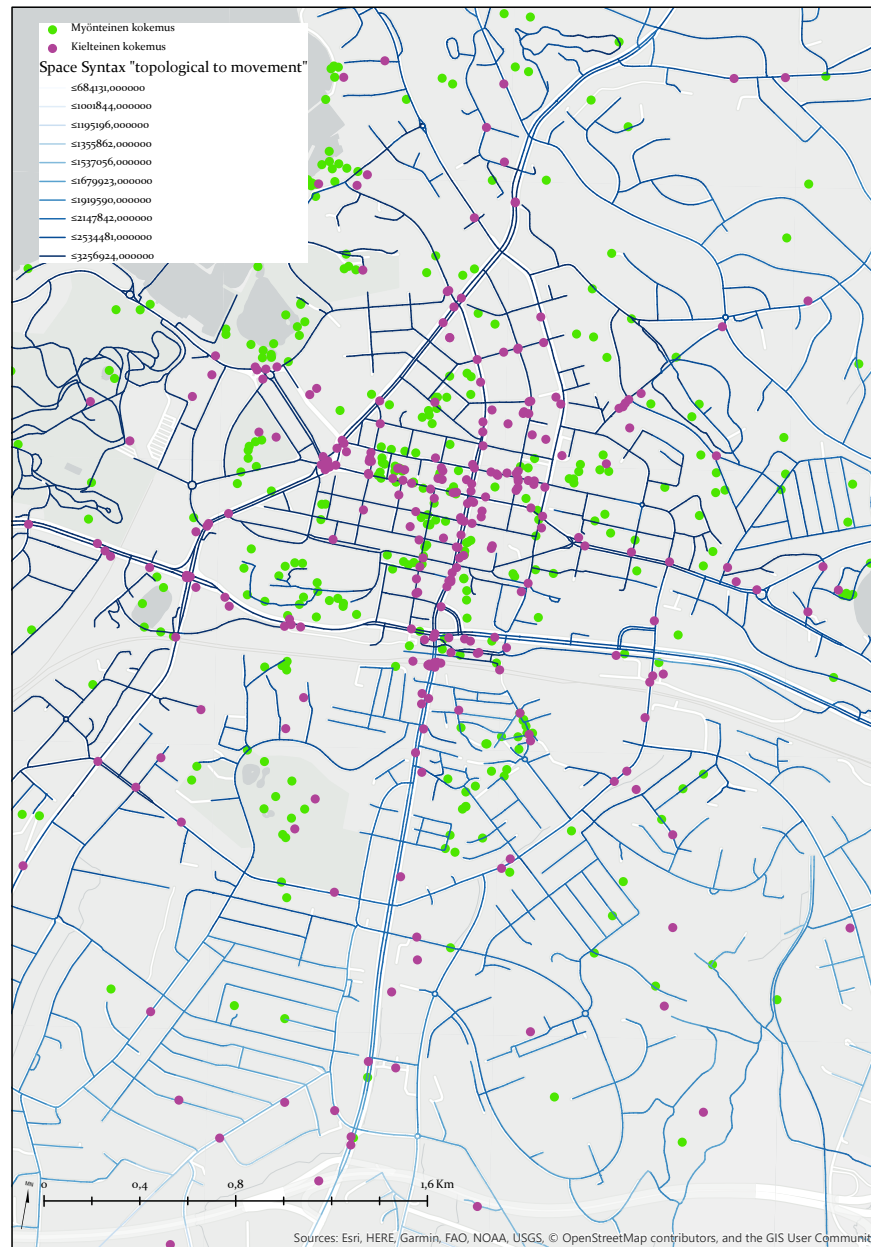 Myönteinen kokemus
Kielteinen kokemus
Space Syntax "topological to movement"
≤684131,000000
≤1001844,000000
≤1195196,000000
≤1355862,000000
≤1537056,000000
≤1679923,000000
≤1919590,000000
≤2147842,000000
≤2534481,000000
≤3256924,000000
MN
0 0,4 0,8 1,6 Km
Sources: Esri, HERE, Garmin, FAO, NOAA, USGS, © OpenStreetMap contributors, and the GIS User Communit